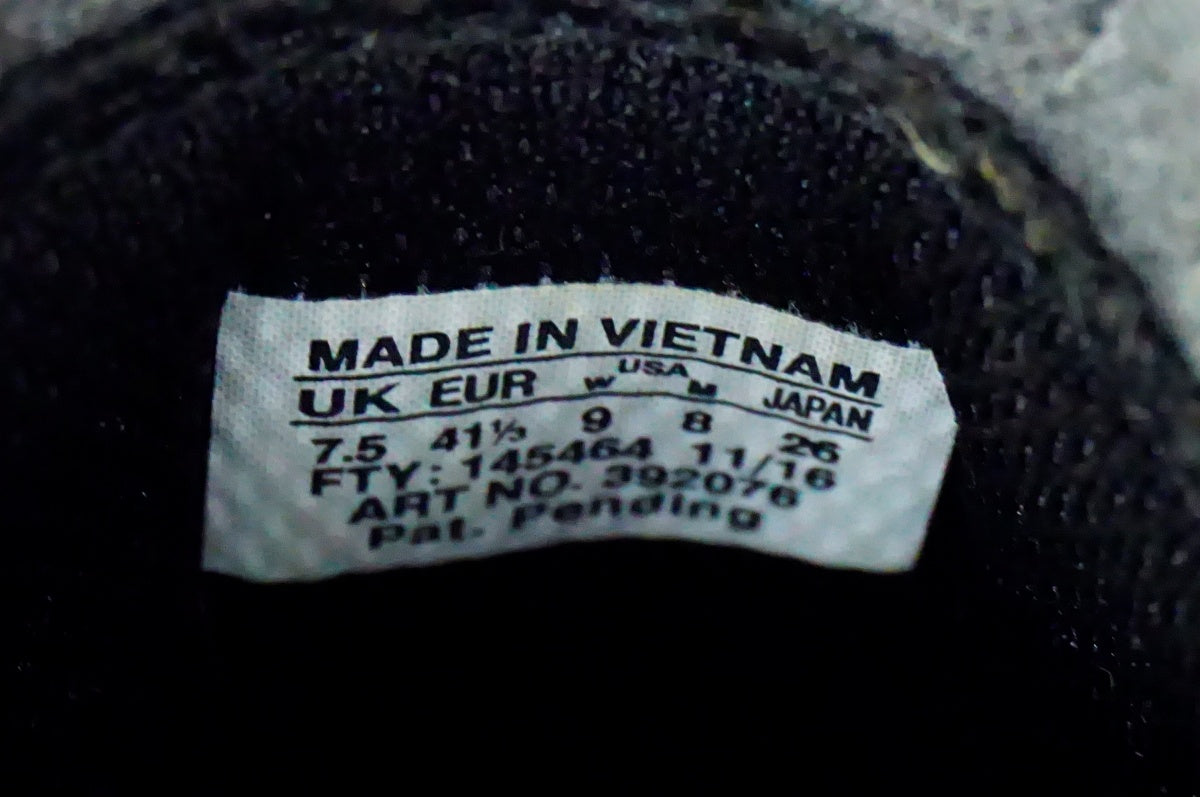 MADE IN VIETNAM
UK EUR W USA M JAPAN
7.5 41⅓ 9 8 26
FTY: 145464 11/16
ART NO. 392076
Pat. Pending